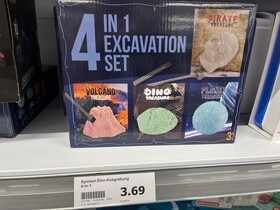 4 IN 1
EXCAVATION
SET
PIRATE
TREASURE
VOLCANO
DINO
TREASURE
PLANET
3+
Spielset Dino-Ausgrabung
4-in-1
3.69